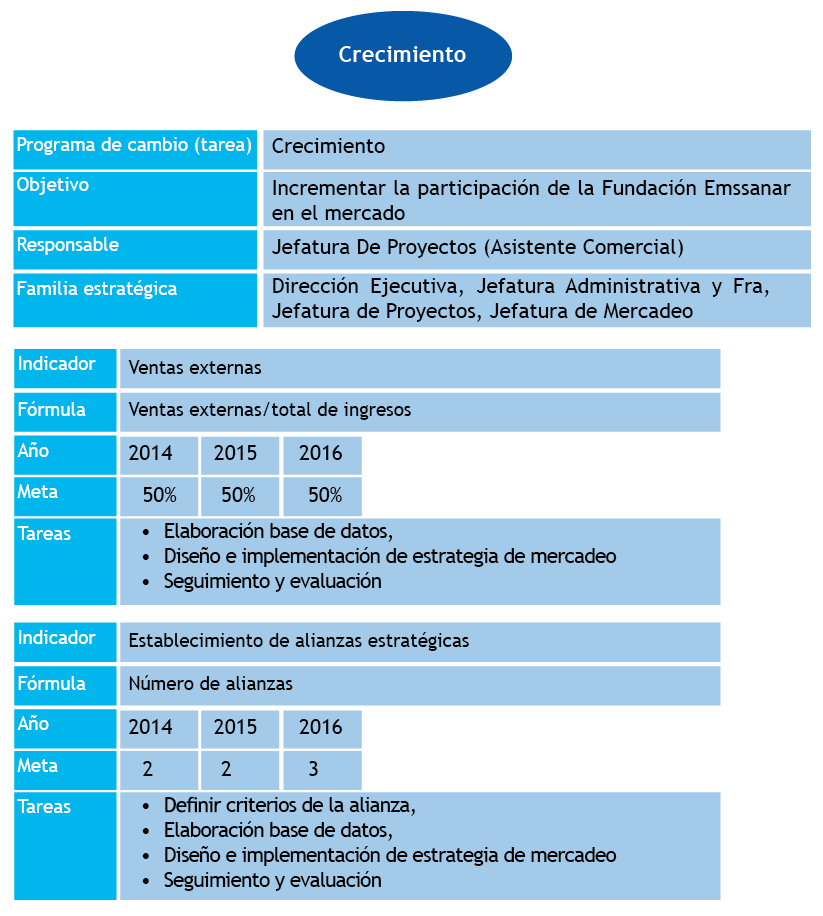 Crecimiento
Programa de cambio (tarea) Crecimiento
Objetivo Incrementar la participación de la Fundación Emssanar
en el mercado
Responsable Jefatura De Proyectos (Asistente Comercial)
Familia estratégica Dirección Ejecutiva, Jefatura Administrativa y Fra,
Jefatura de Proyectos, Jefatura de Mercadeo
Indicador Ventas externas
Fórmula Ventas externas/total de ingresos
Año 2014 2015 2016
Meta 50% 50% 50%
Tareas • Elaboración base de datos,
• Diseño e implementación de estrategia de mercadeo
• Seguimiento y evaluación
Indicador Establecimiento de alianzas estratégicas
Fórmula Número de alianzas
Año 2014 2015 2016
Meta 2 2 3
Tareas • Definir criterios de la alianza,
• Elaboración base de datos,
• Diseño e implementación de estrategia de mercadeo
• Seguimiento y evaluación